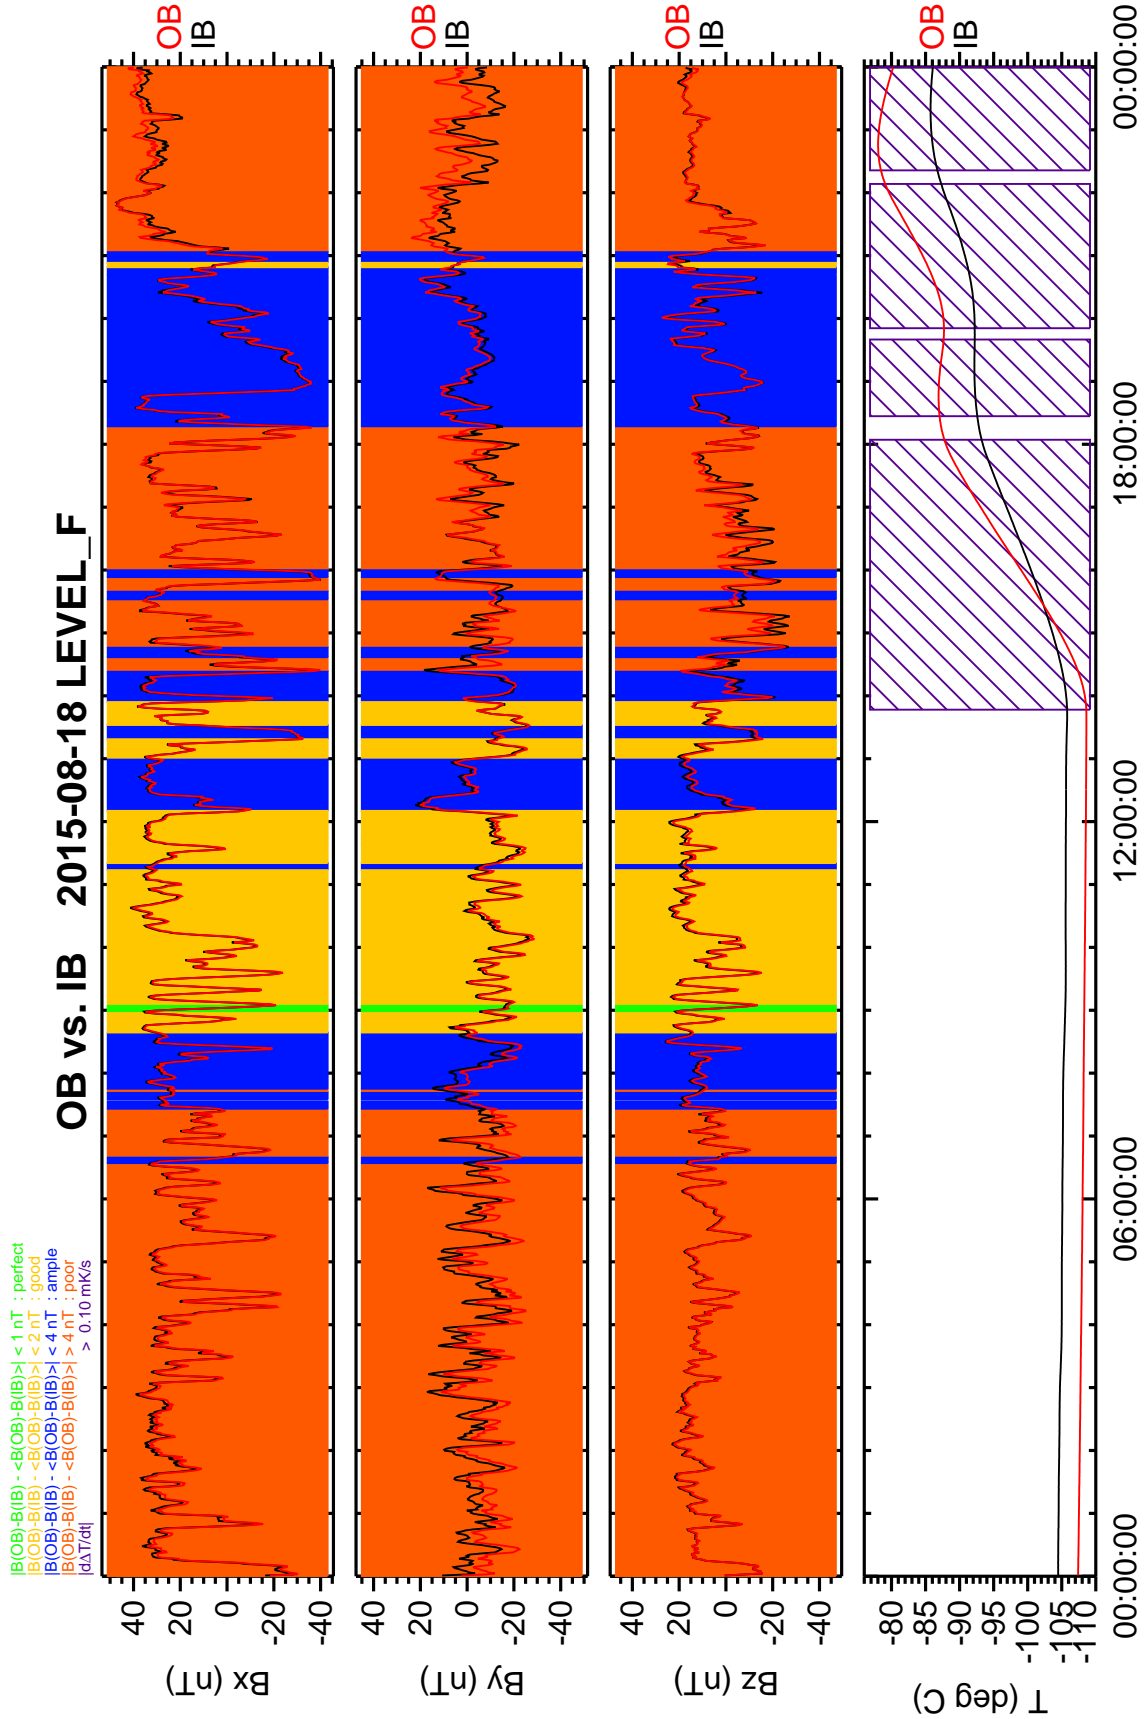 |B(OB)-B(IB) - <B(OB)-B(IB)>| < 1 nT : perfect
|B(OB)-B(IB) - <B(OB)-B(IB)>| < 2 nT : good
|B(OB)-B(IB) - <B(OB)-B(IB)>| < 4 nT : ample
|B(OB)-B(IB) - <B(OB)-B(IB)>| > 4 nT : poor
|dΔT/dt| > 0.10 mK/s
OB vs. IB 2015-08-18 LEVEL_F
Bx (nT)
40
20
0
-20
-40
OB
IB
By (nT)
40
20
0
-20
-40
OB
IB
Bz (nT)
40
20
0
-20
-40
OB
IB
T (deg C)
-80
-85
-90
-95
-100
-105
-110
OB
IB
00:00:00
06:00:00
12:00:00
18:00:00
00:00:00